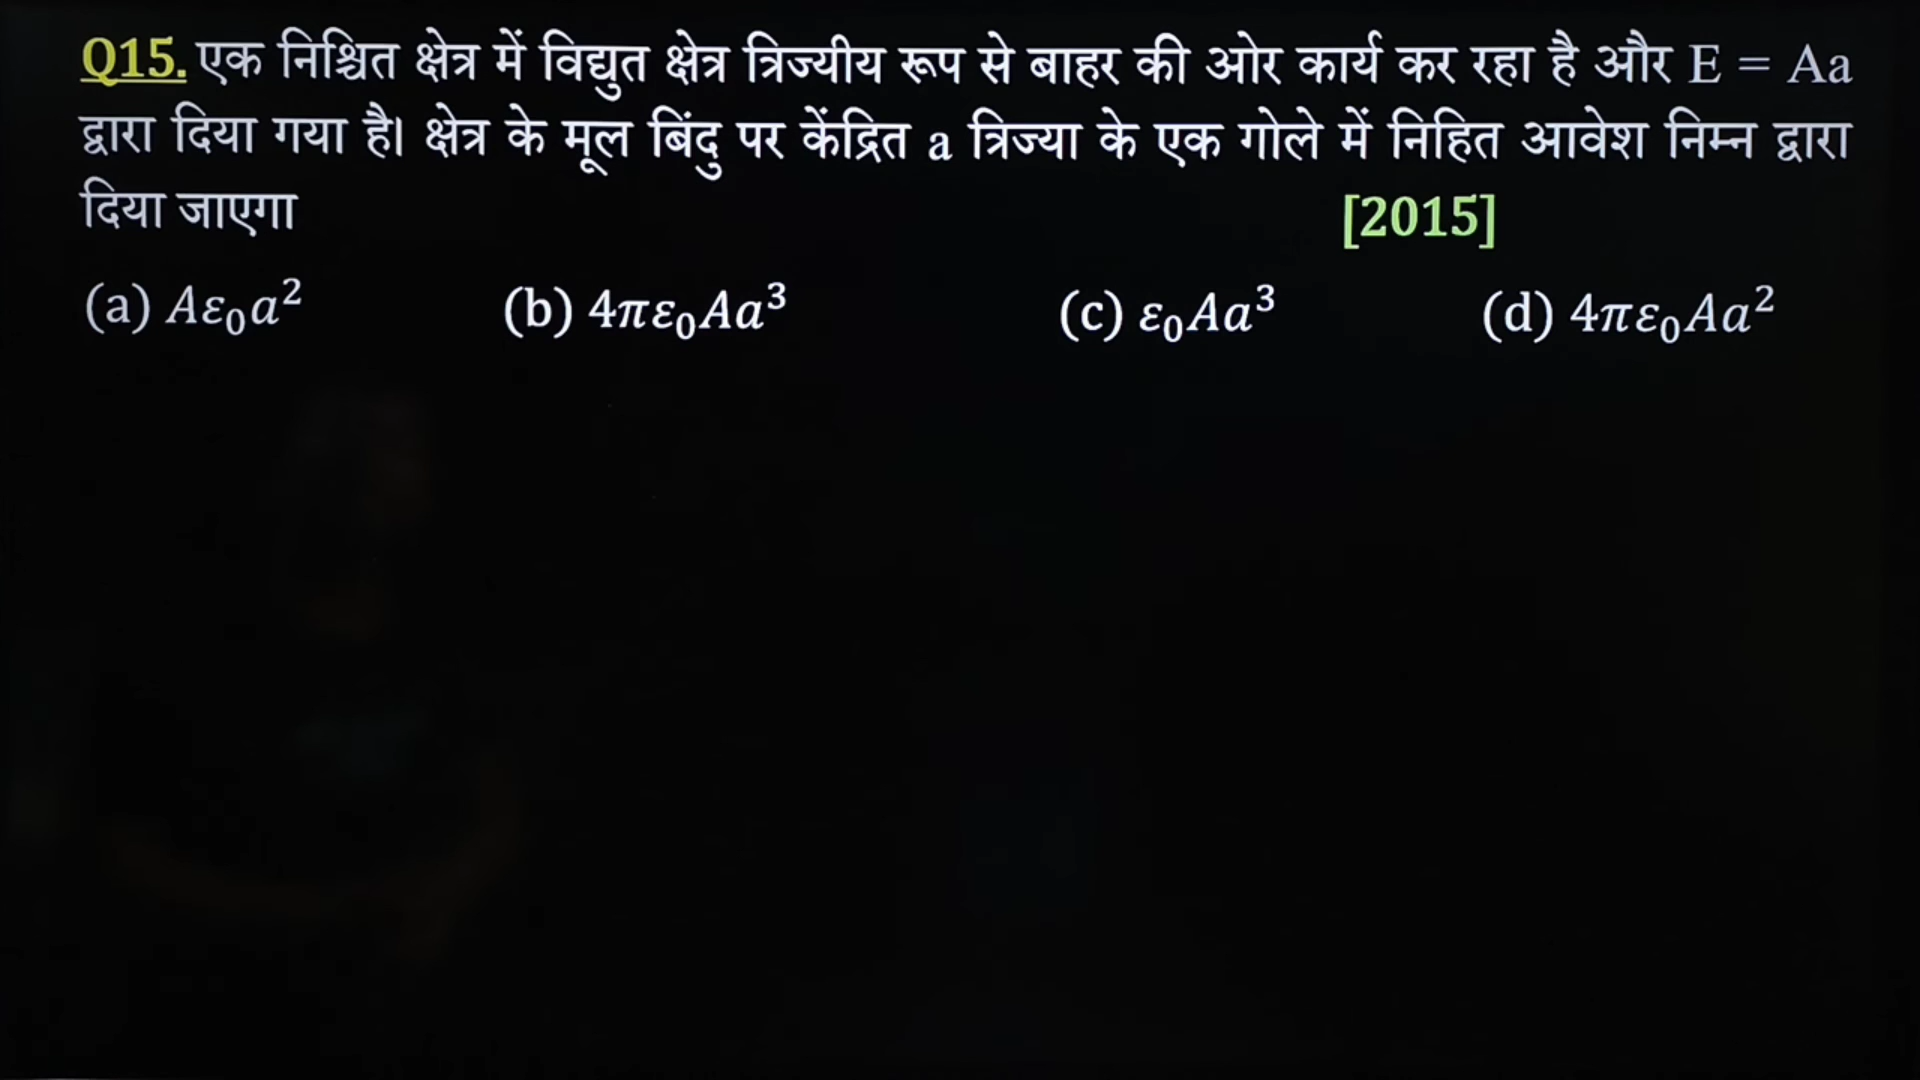 Q15. एक निश्चित क्षेत्र में विद्युत क्षेत्र त्रिज्यीय रूप से बाहर की ओर कार्य कर रहा है और E = Aa
द्वारा दिया गया है। क्षेत्र के मूल बिंदु पर केंद्रित a त्रिज्या के एक गोले में निहित आवेश निम्न द्वारा
दिया जाएगा [2015]
(a) Aε₀a² (b) 4πε₀Aa³ (c) ε₀Aa³ (d) 4πε₀Aa²